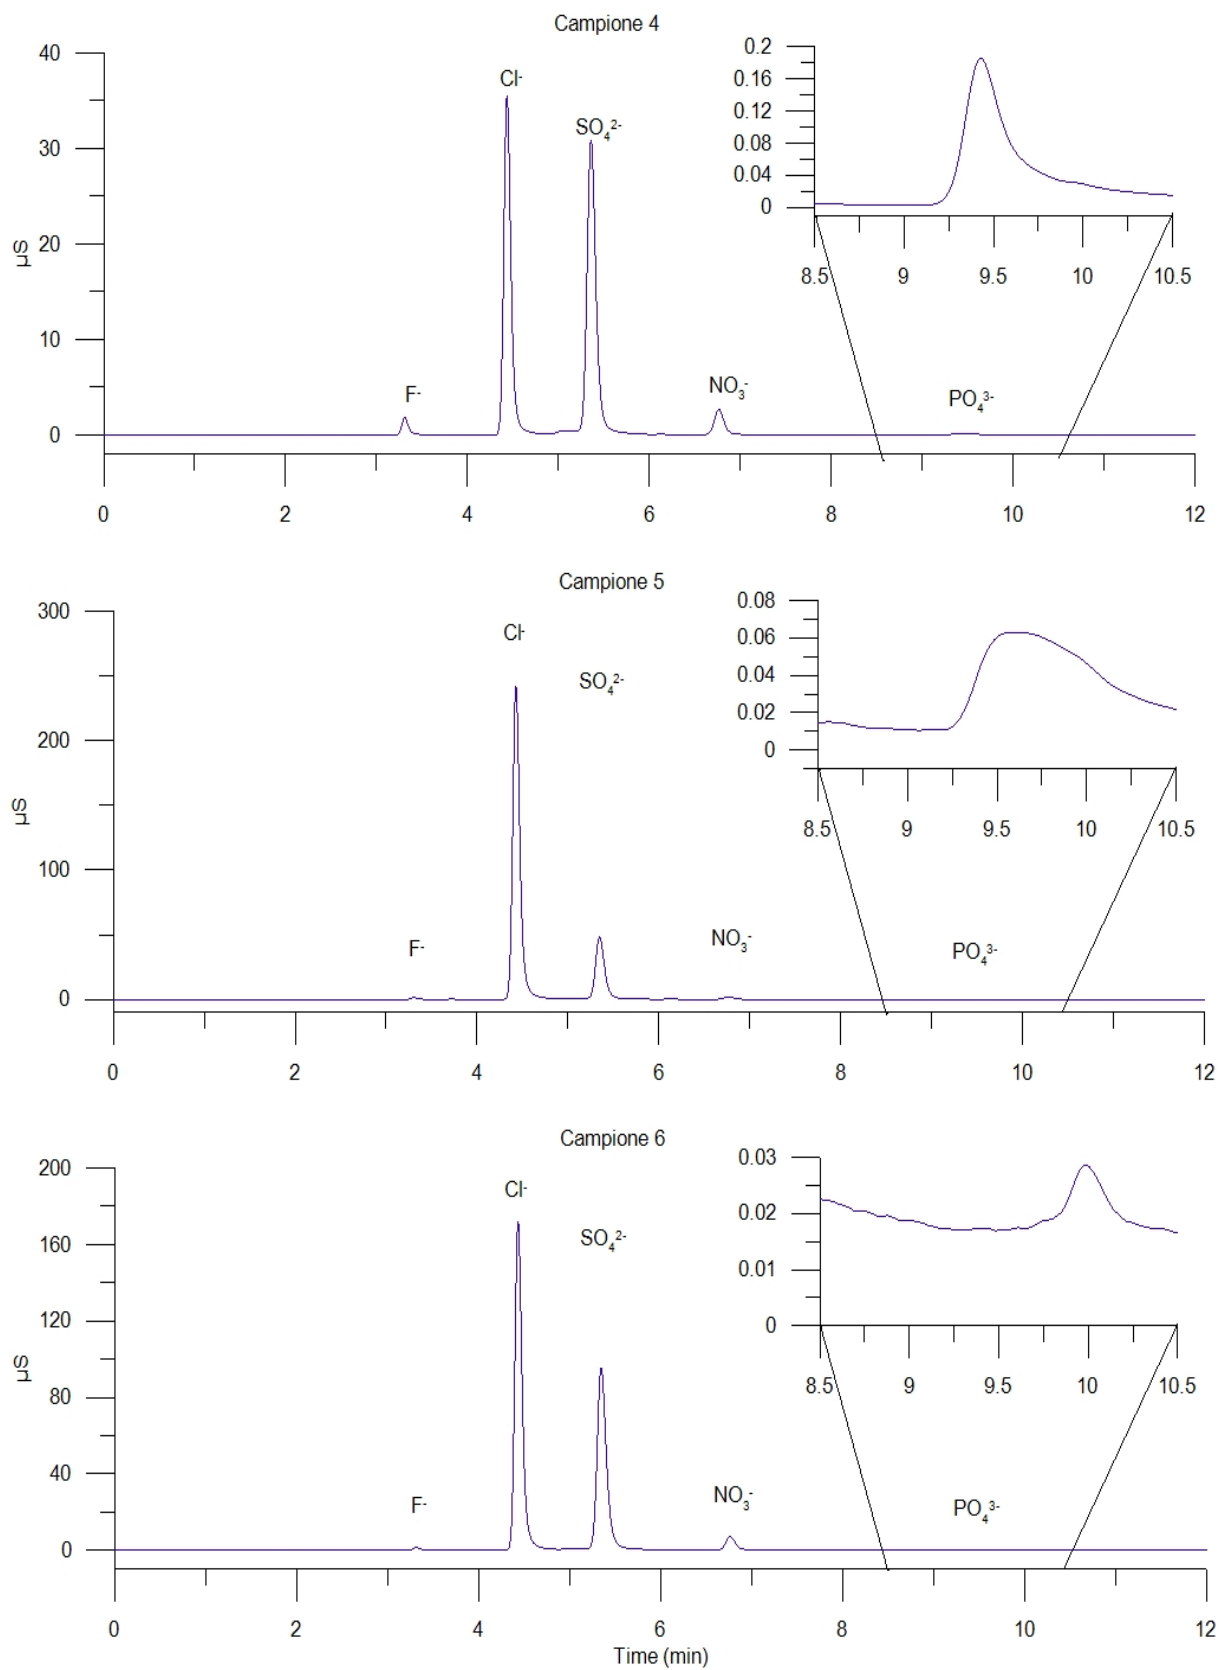 Campione 4
40
30
20
10
0
µS
Cl-
SO₄²-
F-
NO₃-
PO₄³-
0.2
0.16
0.12
0.08
0.04
0
8.5 9 9.5 10 10.5
0 2 4 6 8 10 12
Campione 5
300
200
100
0
µS
Cl-
SO₄²-
F-
NO₃-
PO₄³-
0.08
0.06
0.04
0.02
0
8.5 9 9.5 10 10.5
0 2 4 6 8 10 12
Campione 6
200
160
120
80
40
0
µS
Cl-
SO₄²-
F-
NO₃-
PO₄³-
0.03
0.02
0.01
0
8.5 9 9.5 10 10.5
0 2 4 6 8 10 12
Time (min)